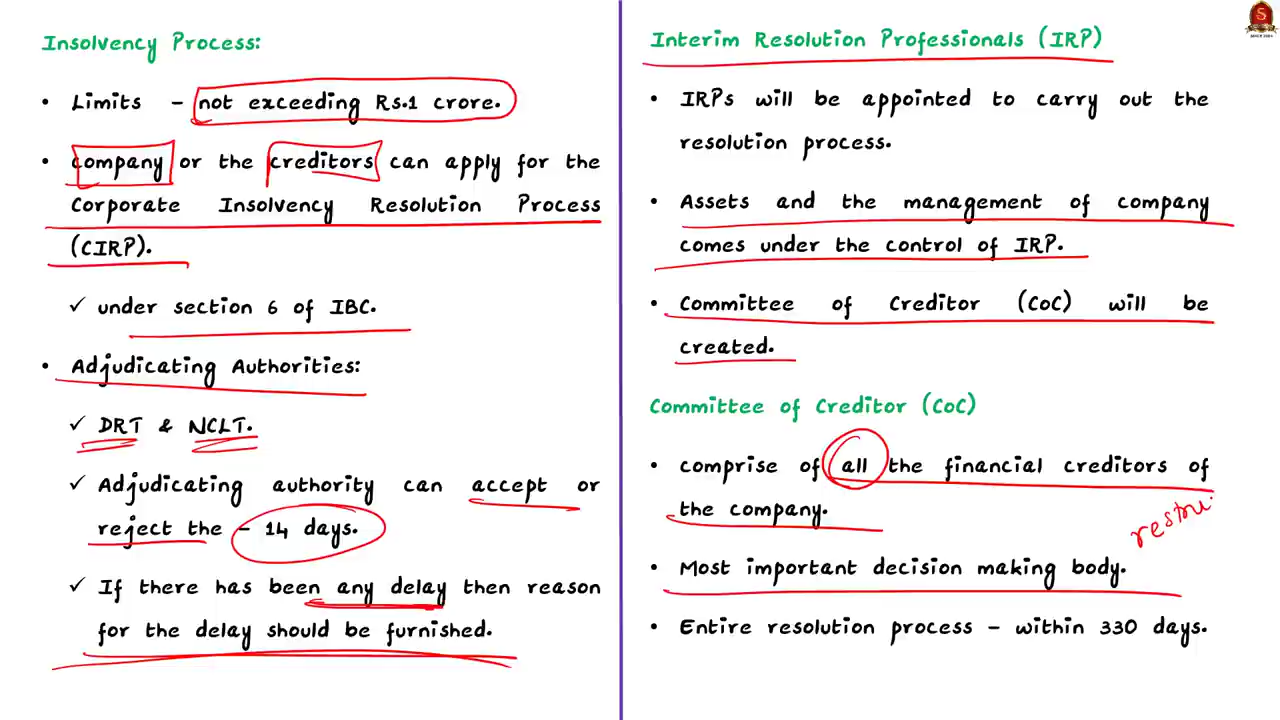 Insolvency Process:
• Limits - not exceeding Rs.1 crore.
• company or the creditors can apply for the
Corporate Insolvency Resolution Process
(CIRP).
✓ under section 6 of IBC.
• Adjudicating Authorities:
✓ DRT & NCLT.
✓ Adjudicating authority can accept or
reject the - 14 days.
✓ If there has been any delay then reason
for the delay should be furnished.
Interim Resolution Professionals (IRP)
• IRPs will be appointed to carry out the
resolution process.
• Assets and the management of company
comes under the control of IRP.
• Committee of Creditor (CoC) will be
created.
Committee of Creditor (CoC)
• comprise of all the financial creditors of
the company.
restru
• Most important decision making body.
• Entire resolution process - within 330 days.
S